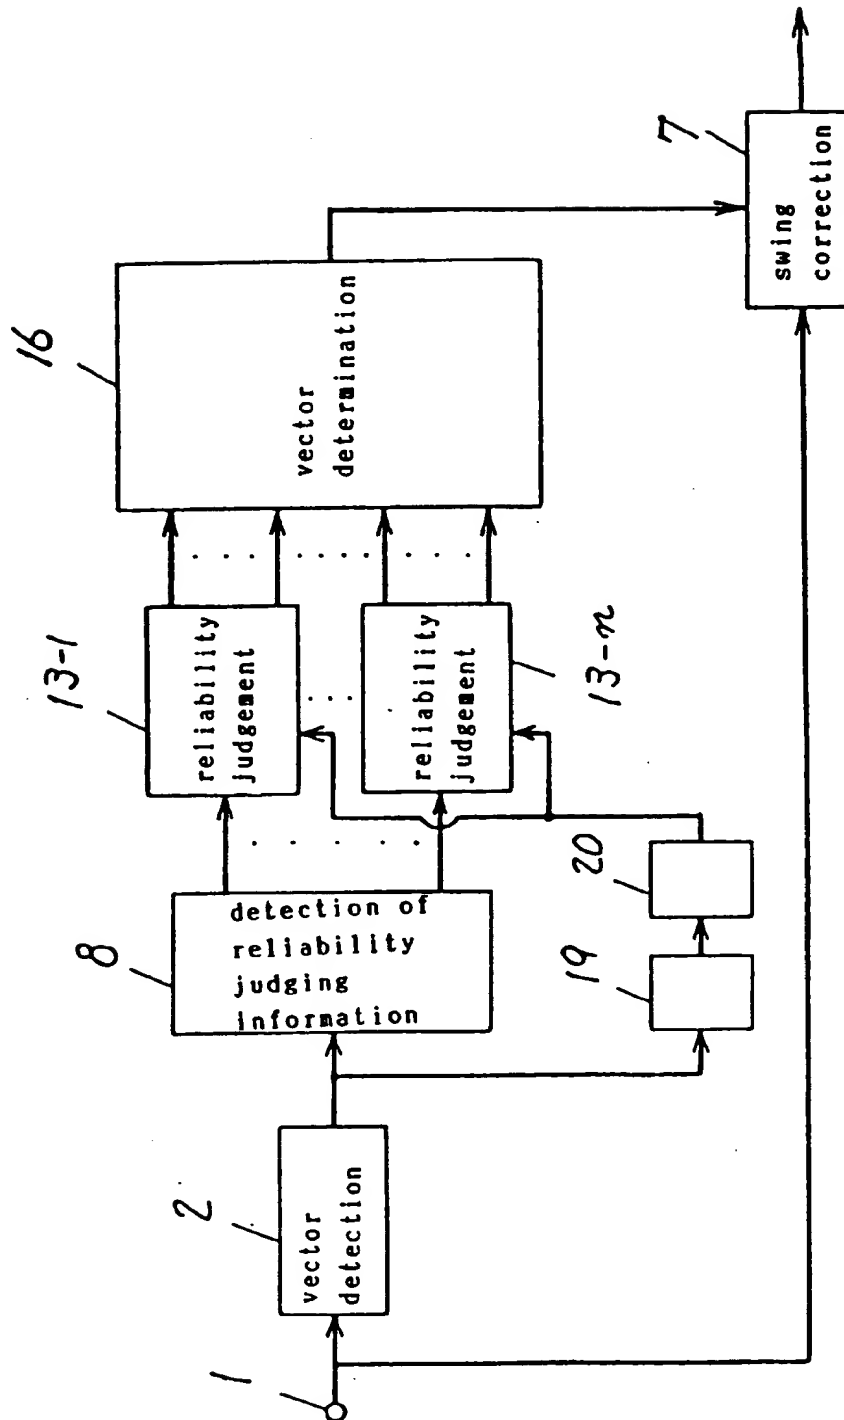 1
2
vector
detection
8
detection of
reliability
judging
information
19
20
13-1
reliability
judgement
13-n
reliability
judgement
16
vector
determination
7
swing
correction